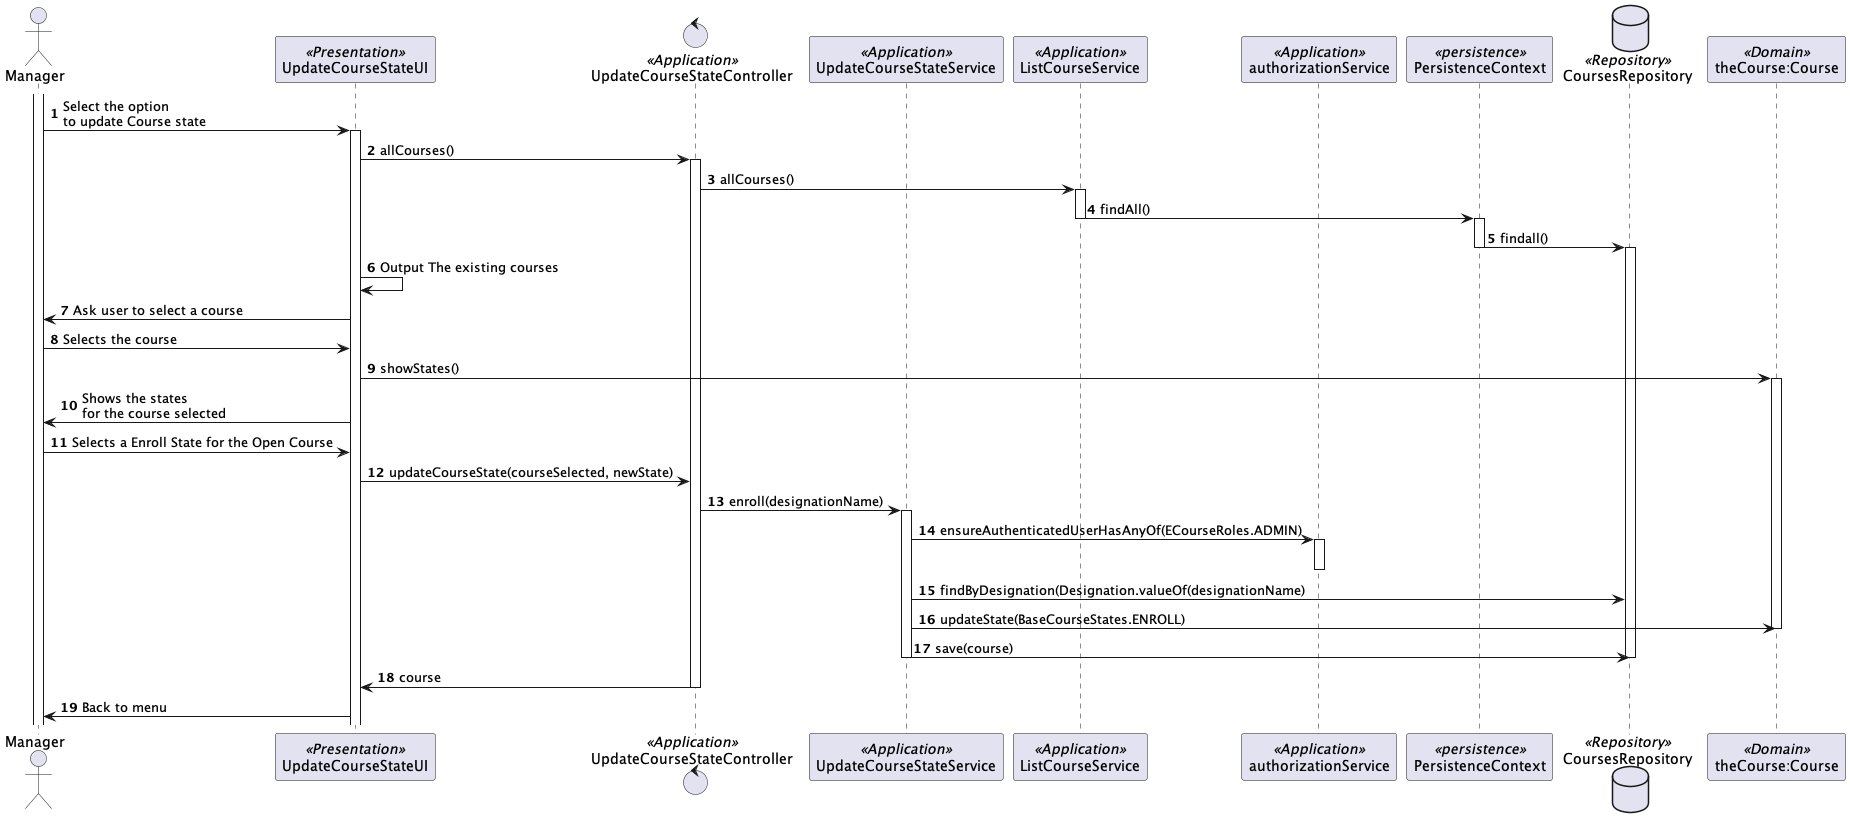 Manager
«Presentation»
UpdateCourseStateUI
«Application»
UpdateCourseStateController
«Application»
UpdateCourseStateService
«Application»
ListCourseService
«Application»
authorizationService
«persistence»
PersistenceContext
«Repository»
CoursesRepository
«Domain»
theCourse:Course
1 Select the option
to update Course state
2 allCourses()
3 allCourses()
4 findAll()
5 findall()
6 Output The existing courses
7 Ask user to select a course
8 Selects the course
9 showStates()
10 Shows the states
for the course selected
11 Selects a Enroll State for the Open Course
12 updateCourseState(courseSelected, newState)
13 enroll(designationName)
14 ensureAuthenticatedUserHasAnyOf(ECourseRoles.ADMIN)
15 findByDesignation(Designation.valueOf(designationName)
16 updateState(BaseCourseStates.ENROLL)
17 save(course)
18 course
19 Back to menu
Manager
«Presentation»
UpdateCourseStateUI
«Application»
UpdateCourseStateController
«Application»
UpdateCourseStateService
«Application»
ListCourseService
«Application»
authorizationService
«persistence»
PersistenceContext
«Repository»
CoursesRepository
«Domain»
theCourse:Course